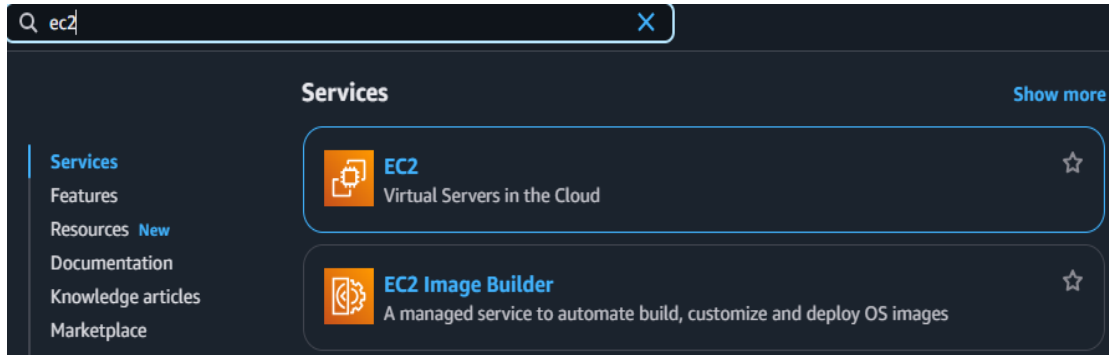 ec2
Services
Show more
Services
Features
Resources New
Documentation
Knowledge articles
Marketplace
EC2
Virtual Servers in the Cloud
EC2 Image Builder
A managed service to automate build, customize and deploy OS images